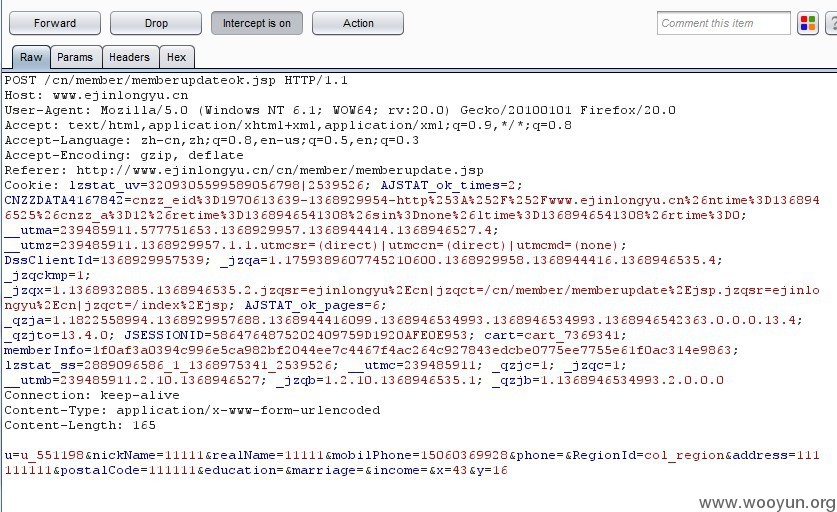 Forward Drop Intercept is on Action Comment this item ?
Raw Params Headers Hex
POST /cn/member/memberupdateok.jsp HTTP/1.1
Host: www.ejinlongyu.cn
User-Agent: Mozilla/5.0 (Windows NT 6.1; WOW64; rv:20.0) Gecko/20100101 Firefox/20.0
Accept: text/html,application/xhtml+xml,application/xml;q=0.9,*/*;q=0.8
Accept-Language: zh-cn,zh;q=0.8,en-us;q=0.5,en;q=0.3
Accept-Encoding: gzip, deflate
Referer: http://www.ejinlongyu.cn/cn/member/memberupdate.jsp
Cookie: lzstat_uv=3209305599589056798|2539526; AJSTAT_ok_times=2;
CNZZDATA4167842=cnzz_eid%3D1970613639-1368929954-http%253A%252F%252Fwww.ejinlongyu.cn%26ntime%3D136894
6525%26cnzz_a%3D12%26retime%3D1368946541308%26sin%3Dnone%26ltime%3D1368946541308%26rtime%3D0;
__utma=239485911.577751653.1368929957.1368944414.1368946527.4;
__utmz=239485911.1368929957.1.1.utmcsr=(direct)|utmccn=(direct)|utmcmd=(none);
DssClientId=1368929957539; _jzqa=1.1759389607745210600.1368929958.1368944416.1368946535.4;
_jzqckmp=1;
_jzqx=1.1368932885.1368946535.2.jzqsr=ejinlongyu%2Ecn|jzqct=/cn/member/memberupdate%2Ejsp.jzqsr=ejinlo
ngyu%2Ecn|jzqct=/index%2Ejsp; AJSTAT_ok_pages=6;
_qzja=1.1822558994.1368929957688.1368944416099.1368946534993.1368946534993.1368946542363.0.0.0.13.4;
_qzjto=13.4.0; JSESSIONID=5864764875202409759D1920AFE0E953; cart=cart_7369341;
memberInfo=1f0af3a0394c996e5ca982bf2044ee7c4467f4ac264c927843edcbe0775ee7755e61f0ac314e9863;
lzstat_ss=2889096586_1_1368975341_2539526; __utmc=239485911; _qzjc=1; _jzqc=1;
__utmb=239485911.2.10.1368946527; _jzqb=1.2.10.1368946535.1; _qzjb=1.1368946534993.2.0.0.0
Connection: keep-alive
Content-Type: application/x-www-form-urlencoded
Content-Length: 165
u=u_551198&nickName=11111&realName=11111&mobilPhone=15060369928&phone=&RegionId=col_region&address=111
111111&postalCode=111111&education=&marriage=&income=&x=43&y=16
www.wooyun.org